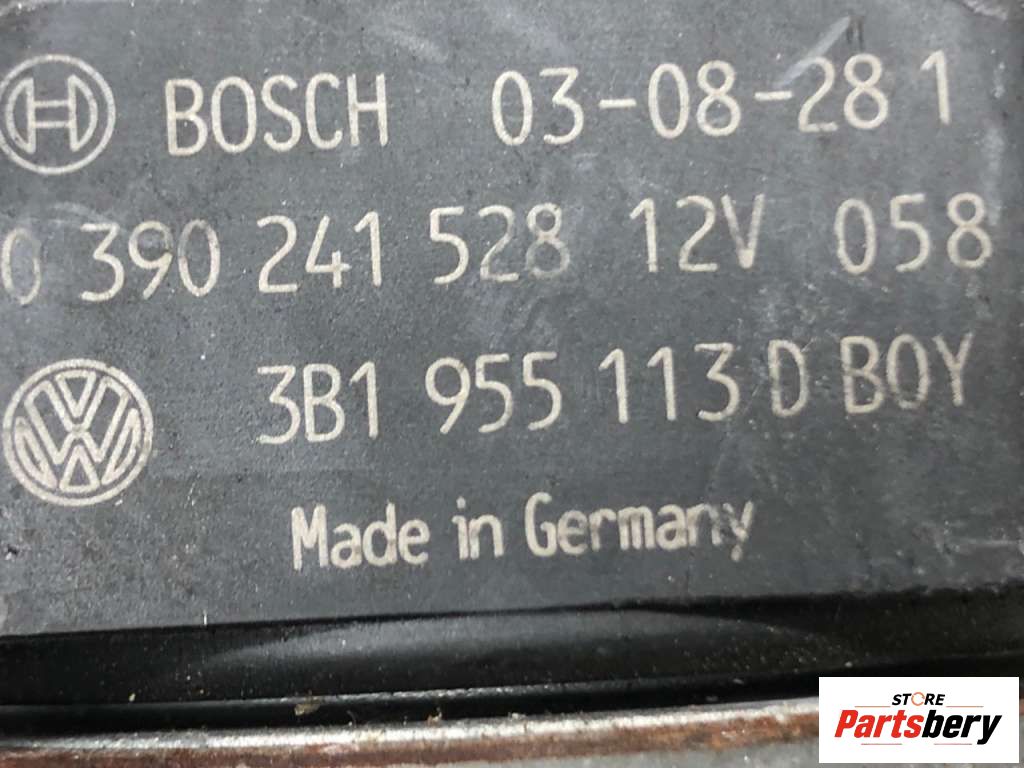 BOSCH 03-08-28 1
0 390 241 528 12V 058
3B1 955 113 D BOY
Made in Germany
STORE
Partsbery